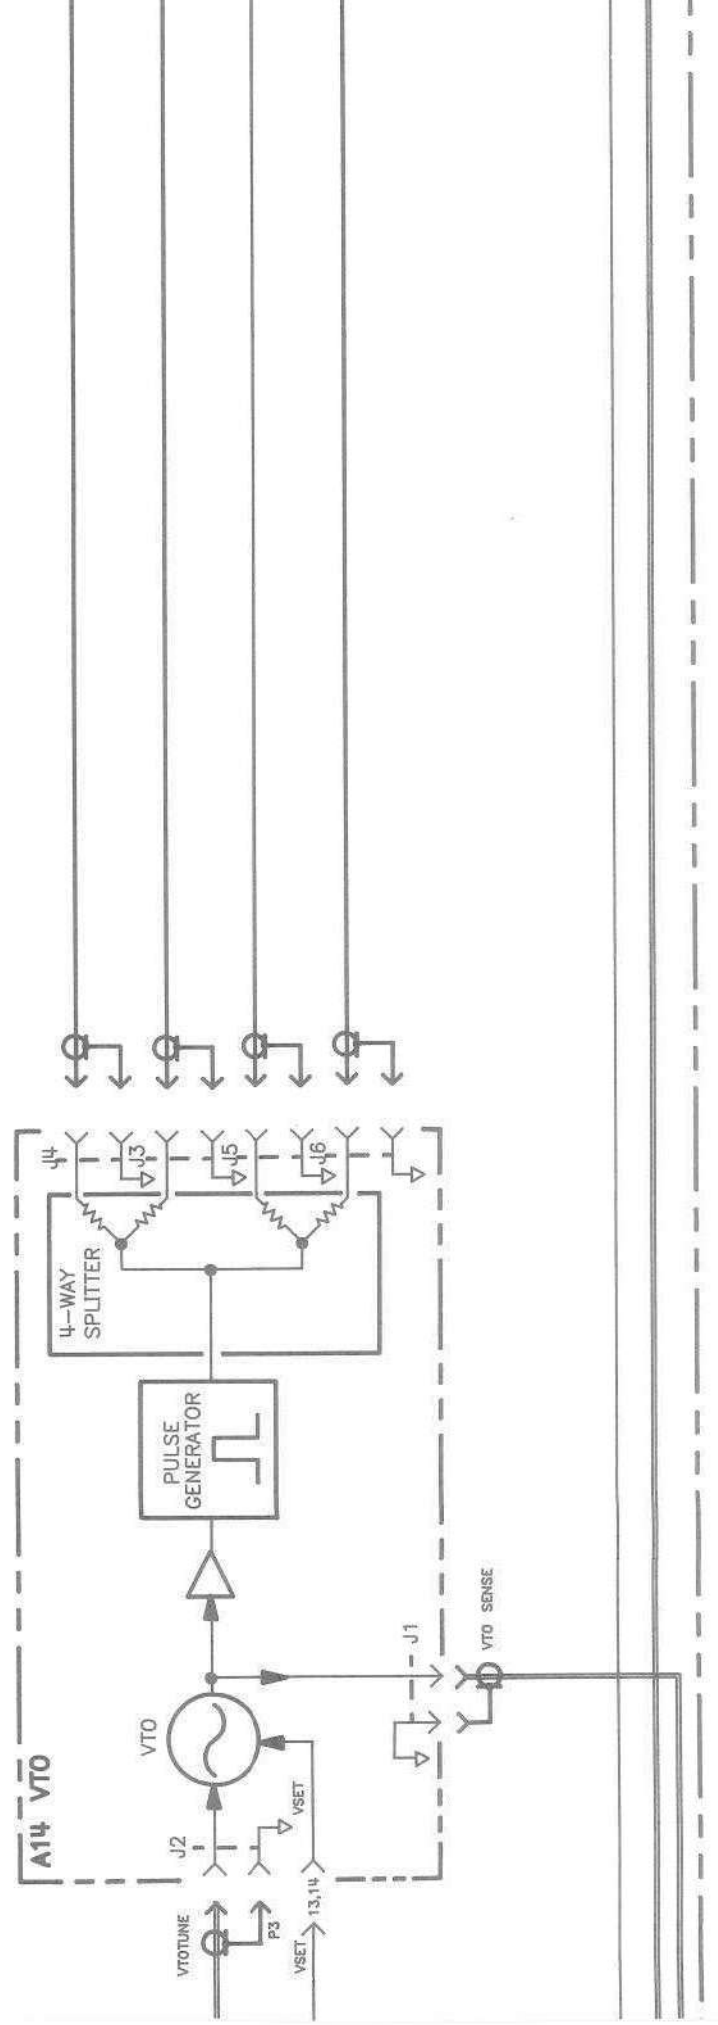 A14 VTO
J4
J3
J5
J6
4-WAY
SPLITTER
PULSE
GENERATOR
VTO
J1
VTO SENSE
J2
VSET
VTOTUNE
P3
VSET
13,14